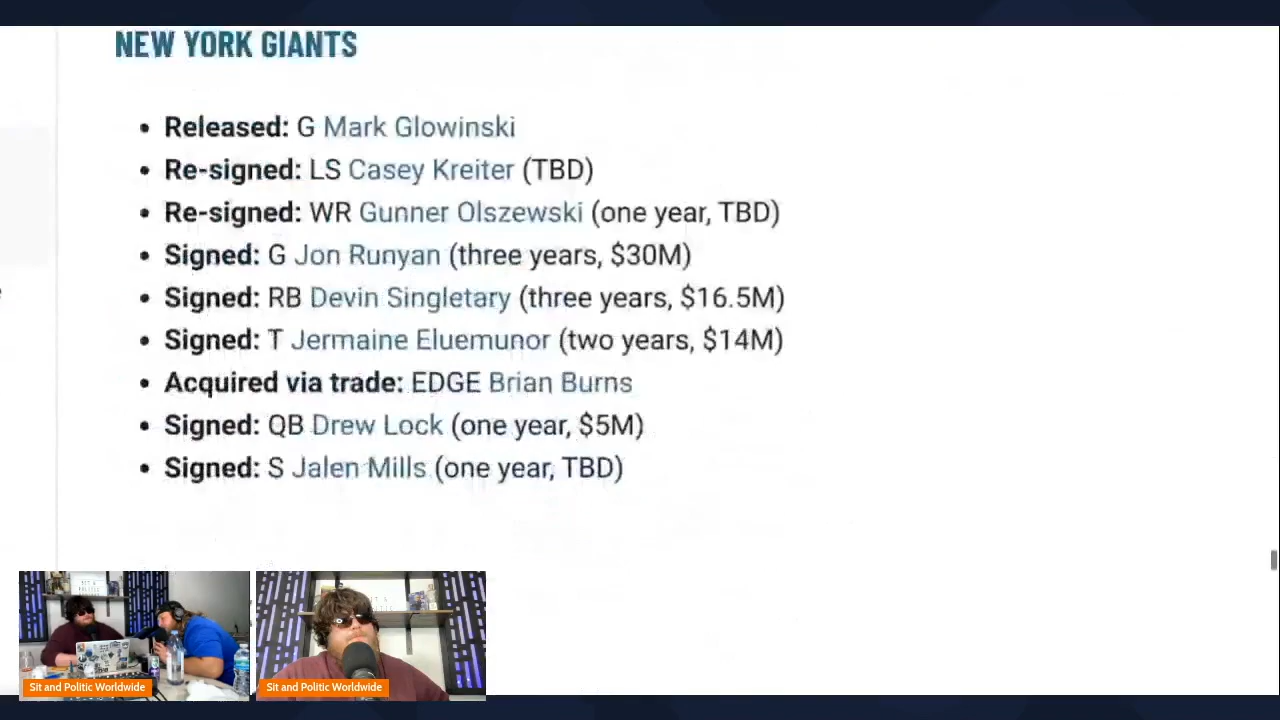 NEW YORK GIANTS
• Released: G Mark Glowinski
• Re-signed: LS Casey Kreiter (TBD)
• Re-signed: WR Gunner Olszewski (one year, TBD)
• Signed: G Jon Runyan (three years, $30M)
• Signed: RB Devin Singletary (three years, $16.5M)
• Signed: T Jermaine Eluemunor (two years, $14M)
• Acquired via trade: EDGE Brian Burns
• Signed: QB Drew Lock (one year, $5M)
• Signed: S Jalen Mills (one year, TBD)
Sit and Politic Worldwide
Sit and Politic Worldwide